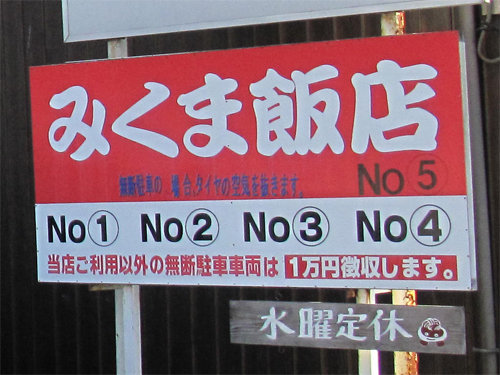 みくま飯店
無断駐車の 場合、タイヤの空気を抜きます。
No⑤
No① No② No③ No④
当店ご利用以外の無断駐車車両は 1万円徴収します。
水曜定休